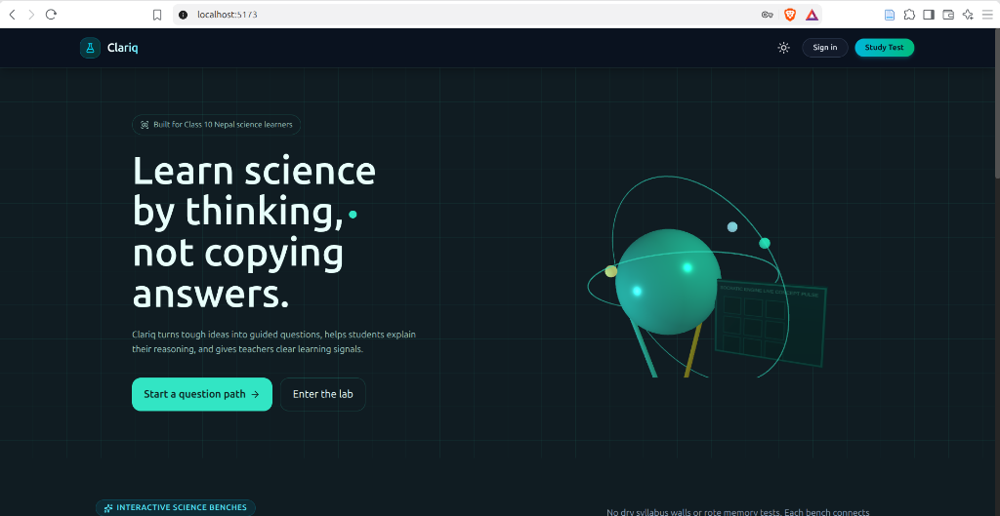 localhost:5173
Clariq
Sign in
Study Test
Built for Class 10 Nepal science learners
Learn science
by thinking,
not copying
answers.
Clariq turns tough ideas into guided questions, helps students explain
their reasoning, and gives teachers clear learning signals.
Start a question path →
Enter the lab
LIVE CONCEPT PULSE
INTERACTIVE SCIENCE BENCHES
No dry syllabus walls or rote memory tests. Each bench connects